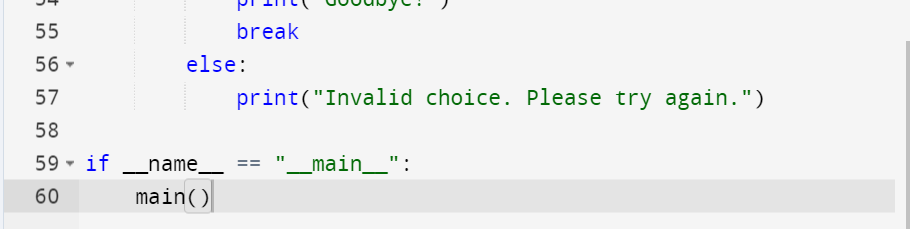 54 print("Goodbye!")
55 break
56 else:
57 print("Invalid choice. Please try again.")
58
59 if __name__ == "__main__":
60 main()